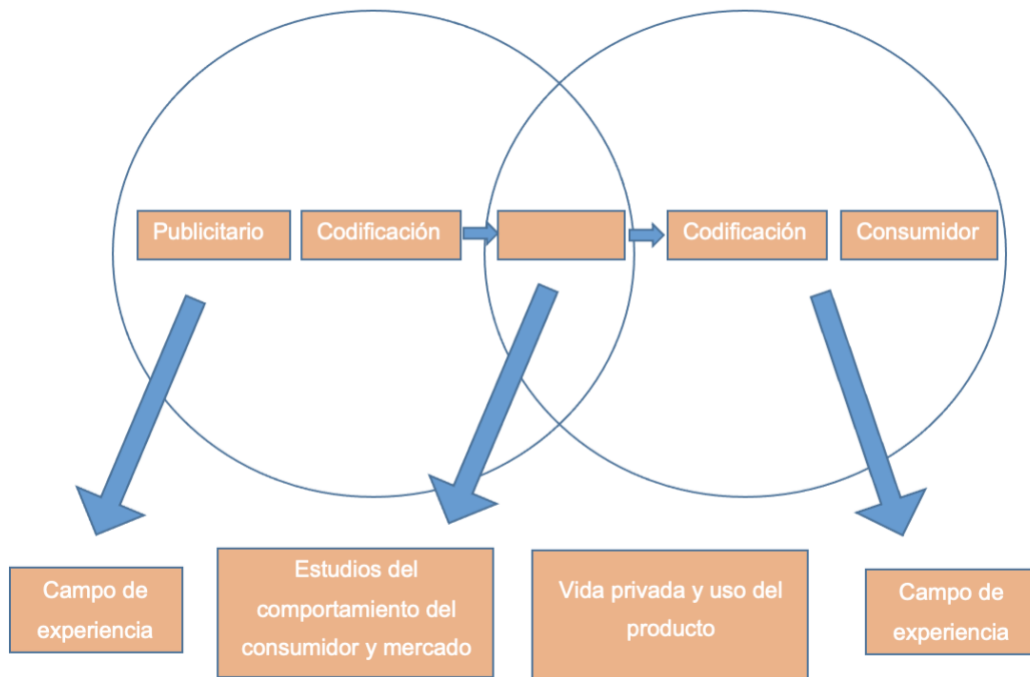 Publicitario
Codificación
Codificación
Consumidor
Campo de
experiencia
Estudios del
comportamiento del
consumidor y mercado
Vida privada y uso del
producto
Campo de
experiencia